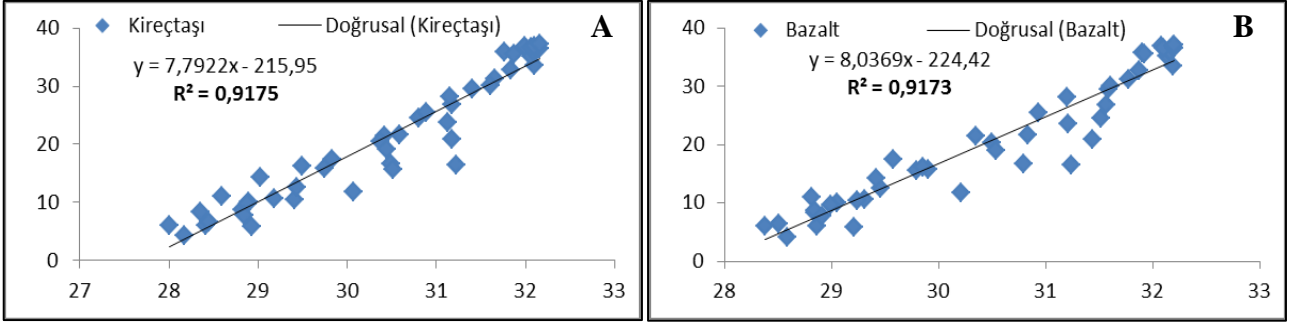 Kireçtaşı Doğrusal (Kireçtaşı) A
y = 7,7922x - 215,95
R² = 0,9175
40
30
20
10
0
27 28 29 30 31 32 33
Bazalt Doğrusal (Bazalt) B
y = 8,0369x - 224,42
R² = 0,9173
40
30
20
10
0
28 29 30 31 32 33